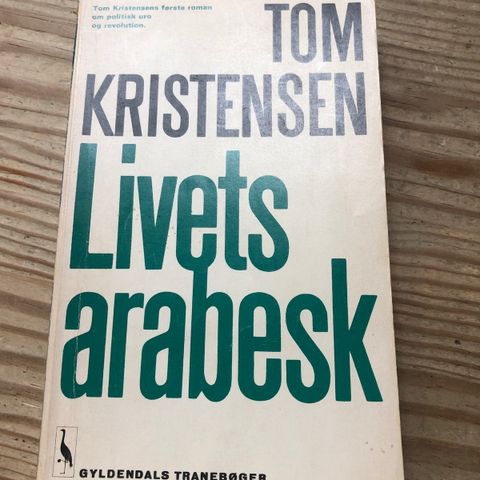 Tom Kristensens første roman
om politisk uro
og revolution.
TOM
KRISTENSEN
Livets
arabesk
GYLDENDALS TRANEBØGER